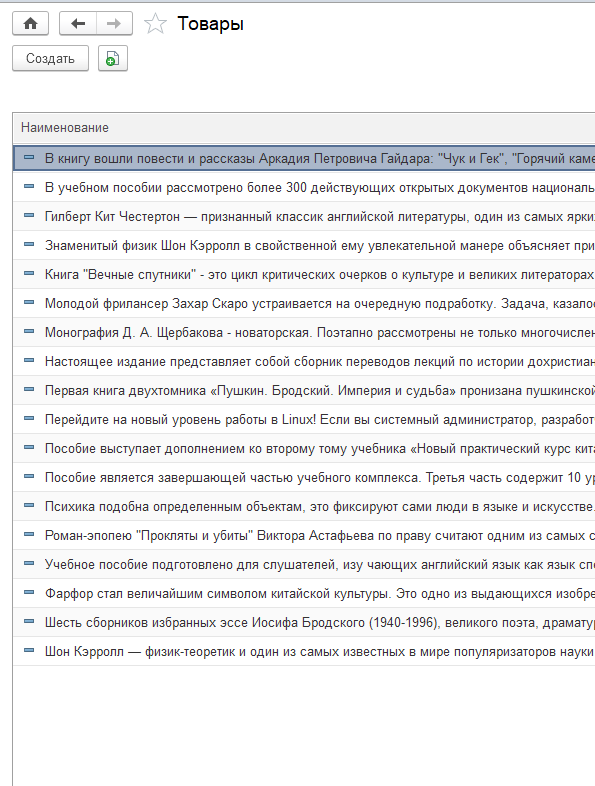 Товары
Создать
Наименование
В книгу вошли повести и рассказы Аркадия Петровича Гайдара: "Чук и Гек", "Горячий каме
В учебном пособии рассмотрено более 300 действующих открытых документов националь
Гилберт Кит Честертон — признанный классик английской литературы, один из самых ярки
Знаменитый физик Шон Кэрролл в свойственной ему увлекательной манере объясняет при
Книга "Вечные спутники" - это цикл критических очерков о культуре и великих литераторах
Молодой фрилансер Захар Скаро устраивается на очередную подработку. Задача, казало
Монография Д. А. Щербакова - новаторская. Поэтапно рассмотрены не только многочислен
Настоящее издание представляет собой сборник переводов лекций по истории дохристиан
Первая книга двухтомника «Пушкин. Бродский. Империя и судьба» пронизана пушкинской
Перейдите на новый уровень работы в Linux! Если вы системный администратор, разработ
Пособие выступает дополнением ко второму тому учебника «Новый практический курс кита
Пособие является завершающей частью учебного комплекса. Третья часть содержит 10 ур
Психика подобна определенным объектам, это фиксируют сами люди в языке и искусстве.
Роман-эпопею "Прокляты и убиты" Виктора Астафьева по праву считают одним из самых с
Учебное пособие подготовлено для слушателей, изу чающих английский язык как язык спе
Фарфор стал величайшим символом китайской культуры. Это одно из выдающихся изобре
Шесть сборников избранных эссе Иосифа Бродского (1940-1996), великого поэта, драмату
Шон Кэрролл — физик-теоретик и один из самых известных в мире популяризаторов науки